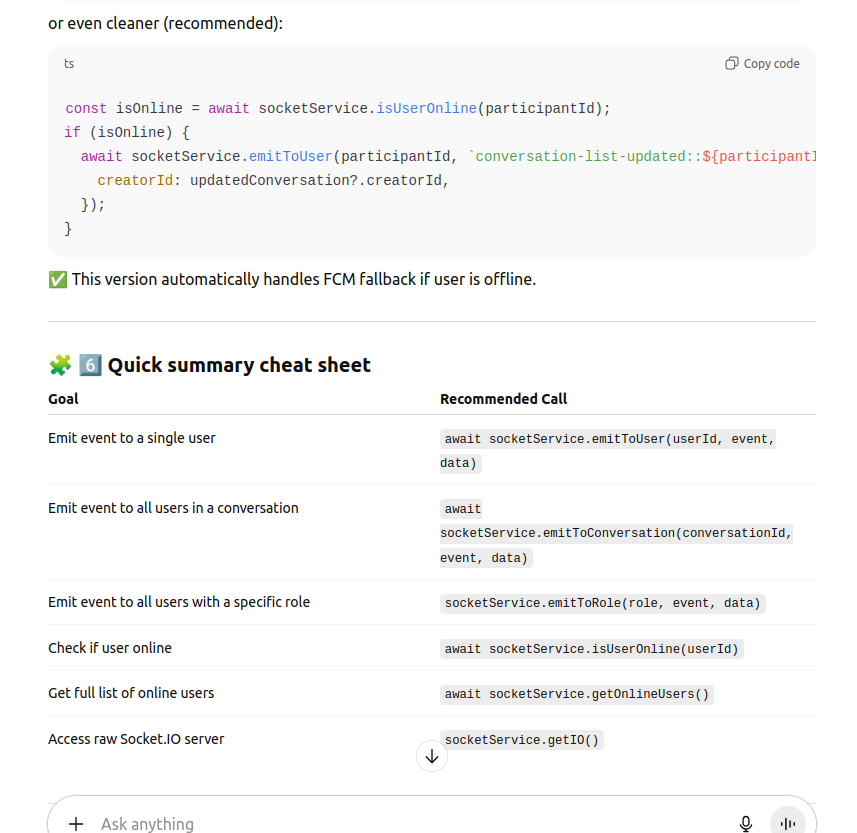 or even cleaner (recommended):
ts
Copy code
const isOnline = await socketService.isUserOnline(participantId);
if (isOnline) {
  await socketService.emitToUser(participantId, `conversation-list-updated::${participantI
    creatorId: updatedConversation?.creatorId,
  });
}
✅ This version automatically handles FCM fallback if user is offline.
🧩 6️⃣ Quick summary cheat sheet
Goal Recommended Call
Emit event to a single user await socketService.emitToUser(userId, event,
data)
Emit event to all users in a conversation await
socketService.emitToConversation(conversationId,
event, data)
Emit event to all users with a specific role socketService.emitToRole(role, event, data)
Check if user online await socketService.isUserOnline(userId)
Get full list of online users await socketService.getOnlineUsers()
Access raw Socket.IO server socketService.getIO()
Ask anything